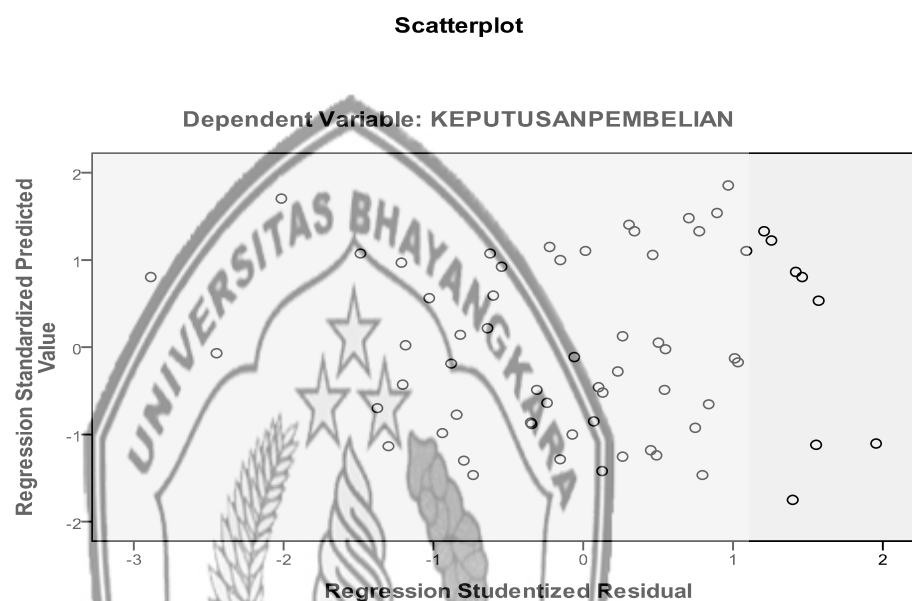 Scatterplot
Dependent Variable: KEPUTUSANPEMBELIAN
UNIVERSITAS BHAYANGKARA
Regression Standardized Predicted
Value
2
1
0
-1
-2
-3 -2 -1 0 1 2
Regression Studentized Residual